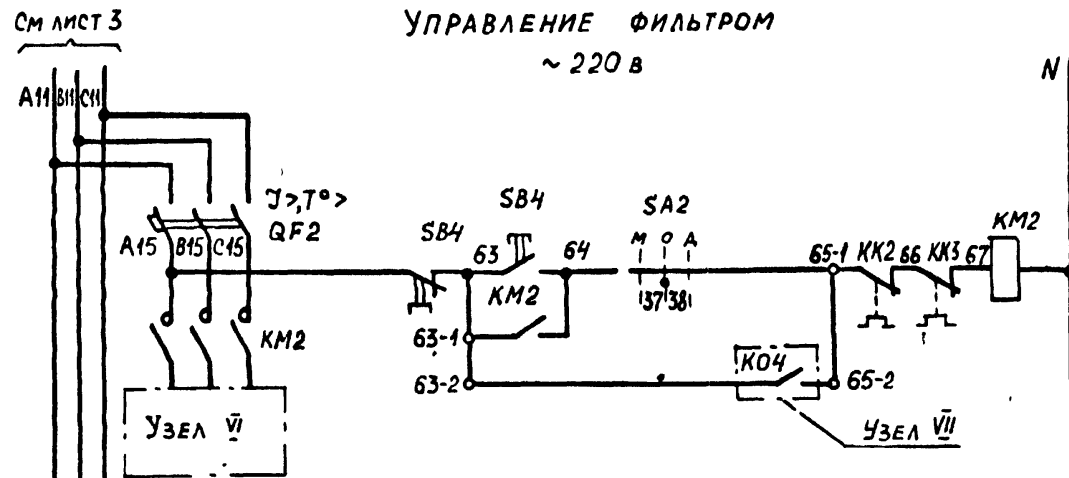 См лист 3
Управление фильтром
~ 220 в
N
A11 B11 C11
J>,T°>
QF2
A15 B15 C15
SB4
63
SB4
64
SA2
М О А
37 38
65-1
KK2
66
KK3
67
KM2
KM2
63-1
63-2
KM2
KO4
65-2
Узел VI
Узел VII